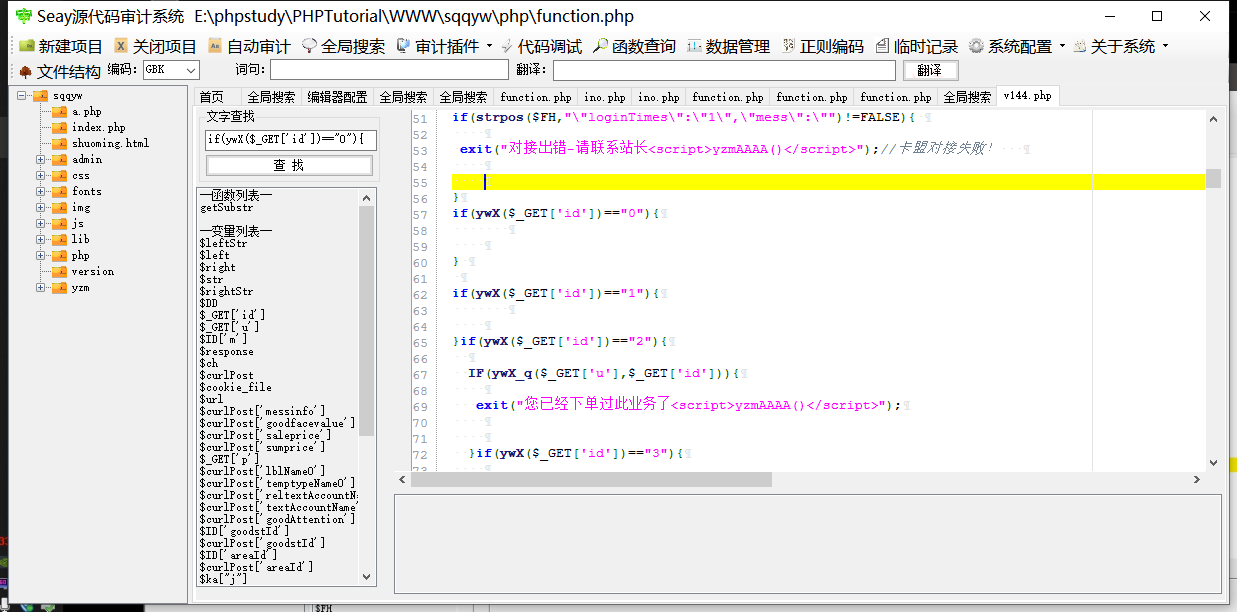 Seay源代码审计系统 E:\phpstudy\PHPTutorial\WWW\sqqyw\php\function.php
新建项目 关闭项目 自动审计 全局搜索 审计插件 代码调试 函数查询 数据管理 正则编码 临时记录 系统配置 关于系统
文件结构 编码: GBK 词句: 翻译: 翻译
sqqyw
a.php
index.php
shuoming.html
admin
css
fonts
img
js
lib
php
version
yzm
首页 全局搜索 编辑器配置 全局搜索 全局搜索 function.php ino.php ino.php function.php function.php function.php 全局搜索 v144.php
文字查找
if(ywX($_GET['id'])=="0"){
查 找
—函数列表—
getSubstr
—变量列表—
$leftStr
$left
$right
$str
$rightStr
$DD
$_GET['id']
$_GET['u']
$ID['m']
$response
$ch
$curlPost
$cookie_file
$url
$curlPost['messinfo']
$curlPost['goodfacevalue']
$curlPost['saleprice']
$curlPost['sumprice']
$_GET['p']
$curlPost['lblName0']
$curlPost['temptypeName0']
$curlPost['reltextAccountN
$curlPost['textAccountName'
$curlPost['goodAttention']
$ID['goodstId']
$curlPost['goodstId']
$ID['areaId']
$curlPost['areaId']
$ka["j"]
51 if(strpos($FH,"\"loginTimes\":\"1\",\"mess\":\"")!=FALSE){
52
53 exit("对接出错-请联系站长<script>yzmAAAA()</script>");//卡盟对接失败!
54
55
56 }
57 if(ywX($_GET['id'])=="0"){
58
59
60 }
61
62 if(ywX($_GET['id'])=="1"){
63
64
65 }if(ywX($_GET['id'])=="2"){
66
67 IF(ywX_q($_GET['u'],$_GET['id'])){
68
69 exit("您已经下单过此业务了<script>yzmAAAA()</script>");
70
71
72 }if(ywX($_GET['id'])=="3"){
73
$FH